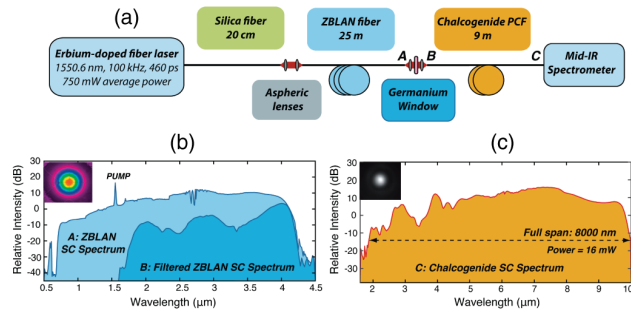 (a)
Silica fiber
20 cm
ZBLAN fiber
25 m
Chalcogenide PCF
9 m
Erbium-doped fiber laser
1550.6 nm, 100 kHz, 460 ps
750 mW average power
A
B
C
Mid-IR
Spectrometer
Aspheric
lenses
Germanium
Window
(b)
Relative Intensity (dB)
30
20
10
0
-10
-20
-30
-40
PUMP
A: ZBLAN
SC Spectrum
B: Filtered ZBLAN SC Spectrum
0.5 1 1.5 2 2.5 3 3.5 4 4.5
Wavelength (μm)
(c)
Relative Intensity (dB)
30
20
10
0
-10
-20
-30
Full span: 8000 nm
Power = 16 mW
C: Chalcogenide SC Spectrum
2 3 4 5 6 7 8 9 10
Wavelength (μm)